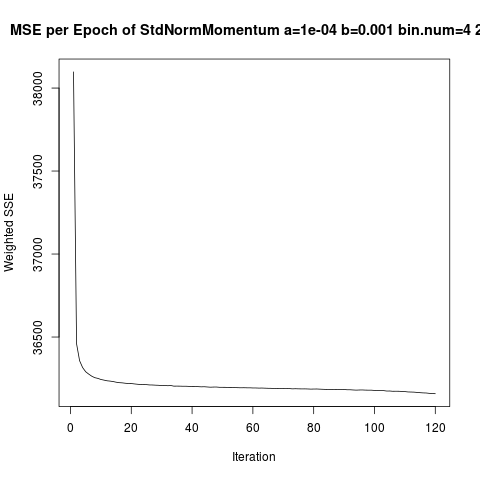 MSE per Epoch of StdNormMomentum a=1e-04 b=0.001 bin.num=4 2
Weighted SSE
38000
37500
37000
36500
0 20 40 60 80 100 120
Iteration